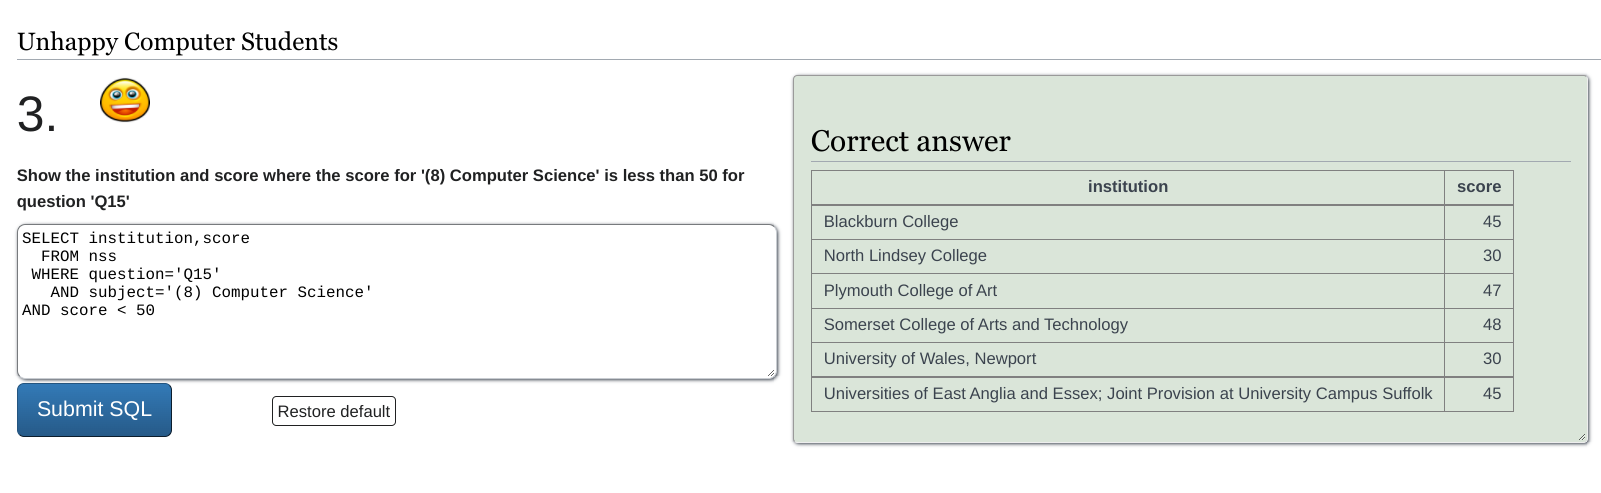 Unhappy Computer Students
3.
Show the institution and score where the score for '(8) Computer Science' is less than 50 for
question 'Q15'
SELECT institution,score
  FROM nss
 WHERE question='Q15'
   AND subject='(8) Computer Science'
AND score < 50
Submit SQL
Restore default
Correct answer
institution score
Blackburn College 45
North Lindsey College 30
Plymouth College of Art 47
Somerset College of Arts and Technology 48
University of Wales, Newport 30
Universities of East Anglia and Essex; Joint Provision at University Campus Suffolk 45